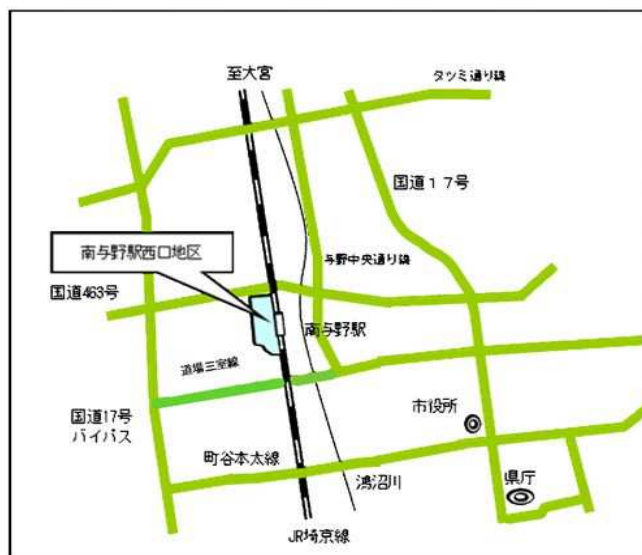 至大宮
タツミ通り線
国道１７号
南与野駅西口地区
与野中央通り線
国道463号
南与野駅
道場三室線
市役所
国道17号
バイパス
町谷本太線
県庁
鴻沼川
JR埼京線